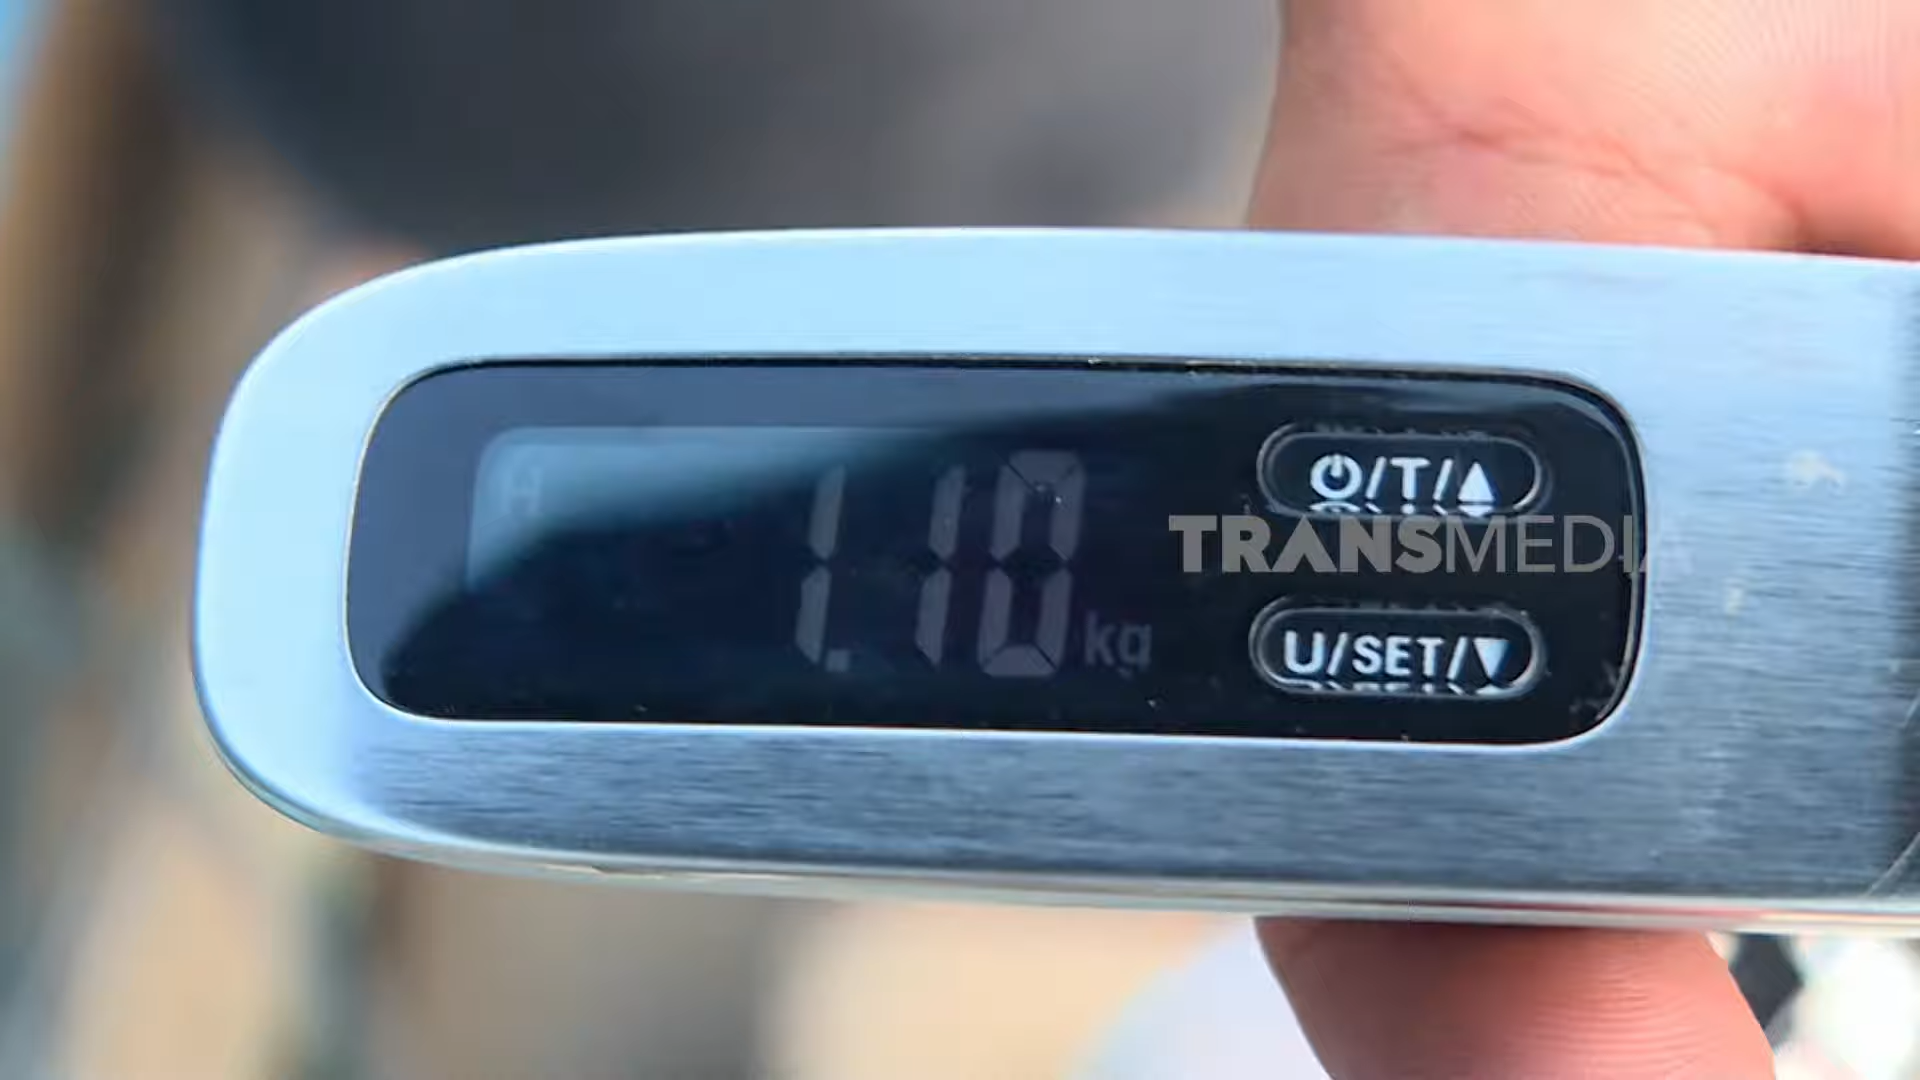 H
1.10 kg
⏻/T/▲
TRANSMEDIA
U/SET/▼